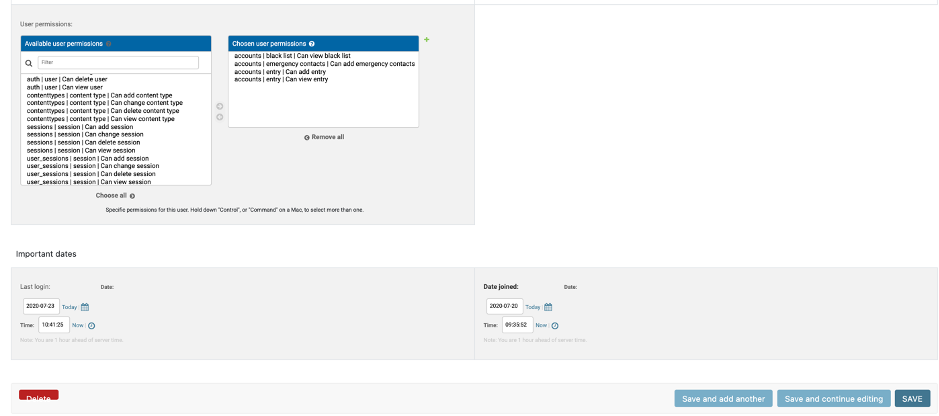 User permissions:
Available user permissions
Filter
auth | user | Can delete user
auth | user | Can view user
contenttypes | content type | Can add content type
contenttypes | content type | Can change content type
contenttypes | content type | Can delete content type
contenttypes | content type | Can view content type
sessions | session | Can add session
sessions | session | Can change session
sessions | session | Can delete session
sessions | session | Can view session
user_sessions | session | Can add session
user_sessions | session | Can change session
user_sessions | session | Can delete session
user_sessions | session | Can view session
Choose all
Chosen user permissions
accounts | black list | Can view black list
accounts | emergency contacts | Can add emergency contacts
accounts | entry | Can add entry
accounts | entry | Can view entry
Remove all
Specific permissions for this user. Hold down "Control", or "Command" on a Mac, to select more than one.
Important dates
Last login: Date:
2020-07-23 Today |
Time: 10:41:25 Now |
Note: You are 1 hour ahead of server time.
Date joined: Date:
2020-07-20 Today |
Time: 09:35:52 Now |
Note: You are 1 hour ahead of server time.
Delete
Save and add another
Save and continue editing
SAVE